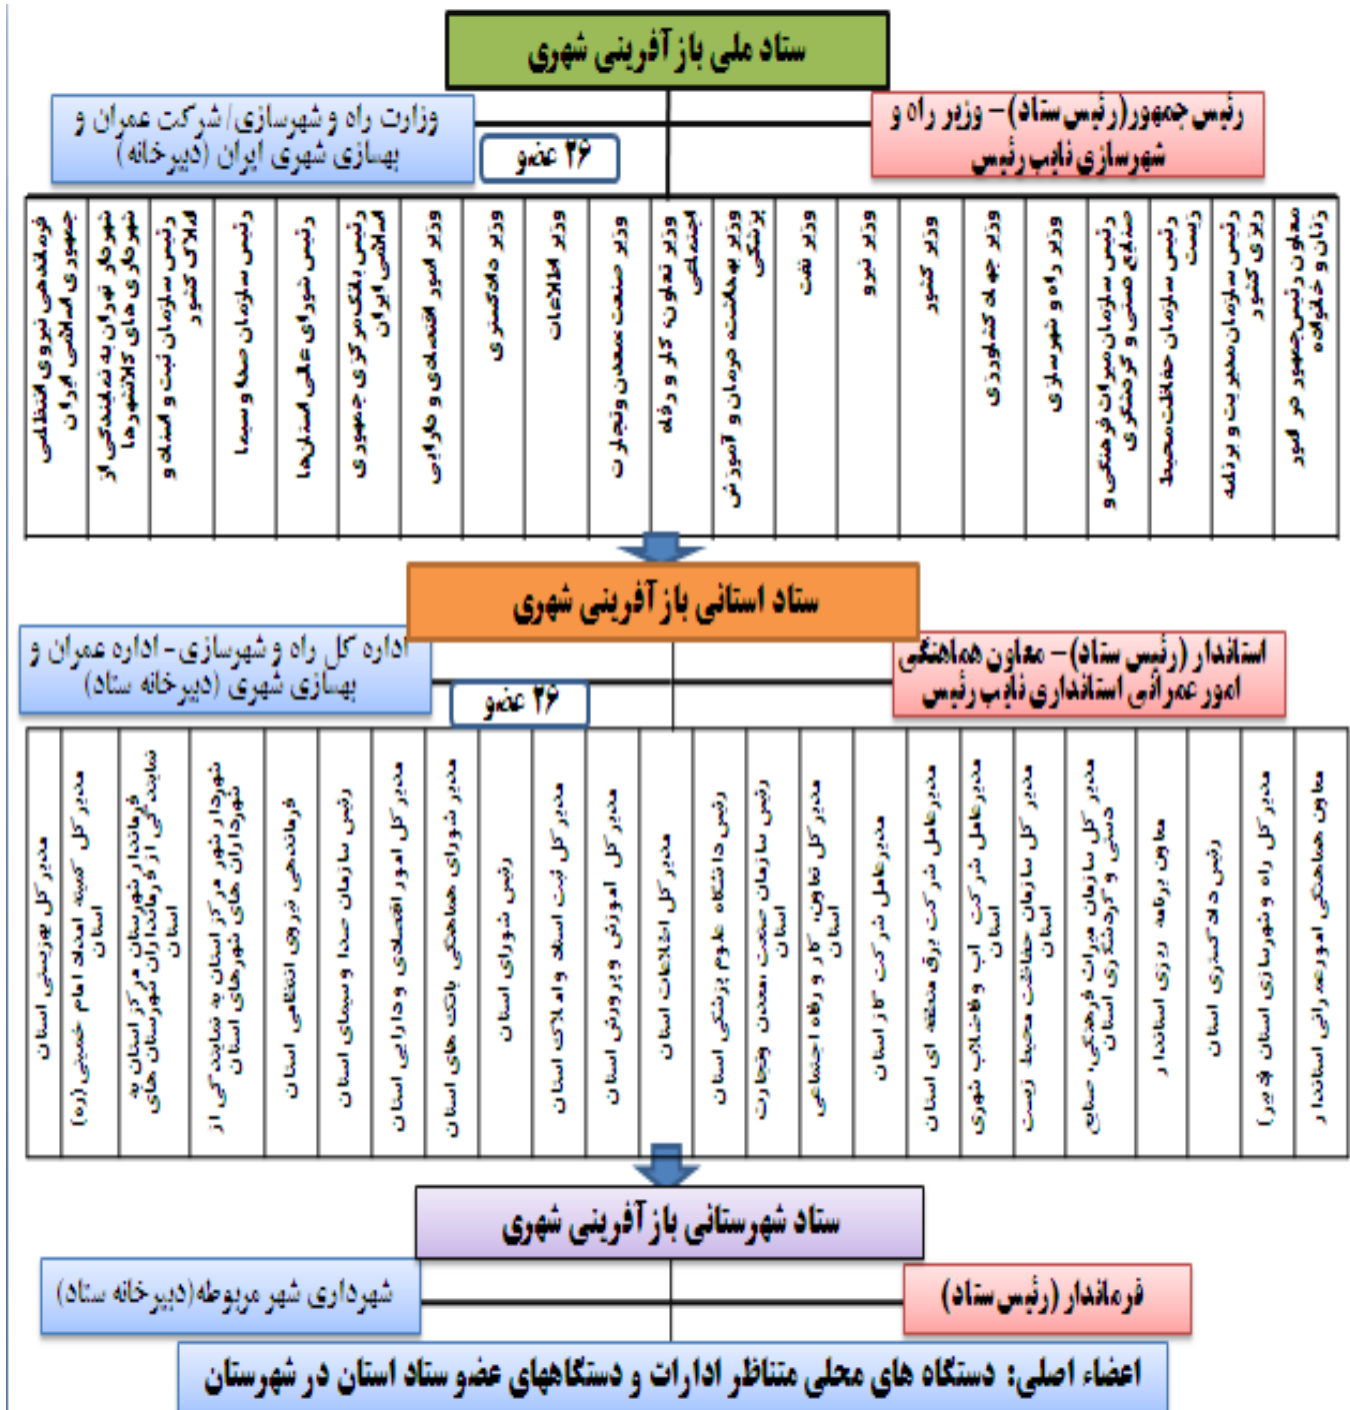 ستاد ملی باز آفرینی شهری
رئیس جمهور(رئیس ستاد)– وزیر راه و
شهرسازی نایب رئیس
وزارت راه و شهرسازی/ شرکت عمران و
بهسازی شهری ایران (دبیرخانه)
۲۶ عضو
معاون رئیس جمهور در امور
زنان و خانواده
رئیس سازمان مدیریت و برنامه
ریزی کشور
رئیس سازمان حفاظت محیط
زیست
رئیس سازمان میراث فرهنگی و
صنایع دستی و گردشگری
وزیر راه و شهرسازی
وزیر جهاد کشاورزی
وزیر کشور
وزیر نیرو
وزیر نفت
وزیر بهداشت، درمان و آموزش
پزشکی
وزیر تعاون، کار و رفاه
اجتماعی
وزیر صنعت، معدن و تجارت
وزیر اطلاعات
وزیر دادگستری
وزیر امور اقتصادی و دارایی
رئیس بانک مرکزی جمهوری
اسلامی ایران
رئیس شورای عالی استان‌ها
رئیس سازمان صدا و سیما
رئیس سازمان ثبت و اسناد و
املاک کشور
شهردار تهران به نمایندگی از
شهرداری های کلانشهرها
فرماندهی نیروی انتظامی
جمهوری اسلامی ایران
ستاد استانی باز آفرینی شهری
استاندار (رئیس ستاد)– معاون هماهنگی
امور عمرانی استانداری نایب رئیس
اداره کل راه و شهرسازی- اداره عمران و
بهسازی شهری (دبیرخانه ستاد)
۲۶ عضو
معاون هماهنگی امورعمرانی استاندار
مدیر کل راه و شهرسازی استان (دبیر)
رئیس دادگستری استان
معاون برنامه ریزی استاندار
مدیر کل سازمان میراث فرهنگی، صنایع
دستی و گردشگری استان
مدیر کل سازمان حفاظت محیط زیست
استان
مدیرعامل شرکت آب و فاضلاب شهری
استان
مدیرعامل شرکت برق منطقه ای استان
مدیرعامل شرکت گاز استان
مدیر کل تعاون، کار و رفاه اجتماعی
استان
رئیس سازمان صنعت ،معدن وتجارت
استان
رئیس دانشگاه علوم پزشکی استان
مدیر کل اطلاعات استان
مدیر کل آموزش و پرورش استان
مدیر کل ثبت اسناد و املاک استان
رئیس شورای استان
مدیر شورای هماهنگی بانک های استان
مدیر کل امور اقتصادی و دارایی استان
رئیس سازمان صدا و سیمای استان
فرماندهی نیروی انتظامی استان
شهردار شهر مرکز استان به نمایندگی از
شهرداران های شهرهای استان
فرماندار شهرستان مرکز استان به
نمایندگی از فرمانداران شهرستان های
استان
مدیر کل کمیته امداد امام خمینی (ره)
استان
مدیر کل بهزیستی استان
ستاد شهرستانی باز آفرینی شهری
فرماندار (رئیس ستاد)
شهرداری شهر مربوطه(دبیرخانه ستاد)
اعضاء اصلی: دستگاه های محلی متناظر ادارات و دستگاههای عضو ستاد استان در شهرستان